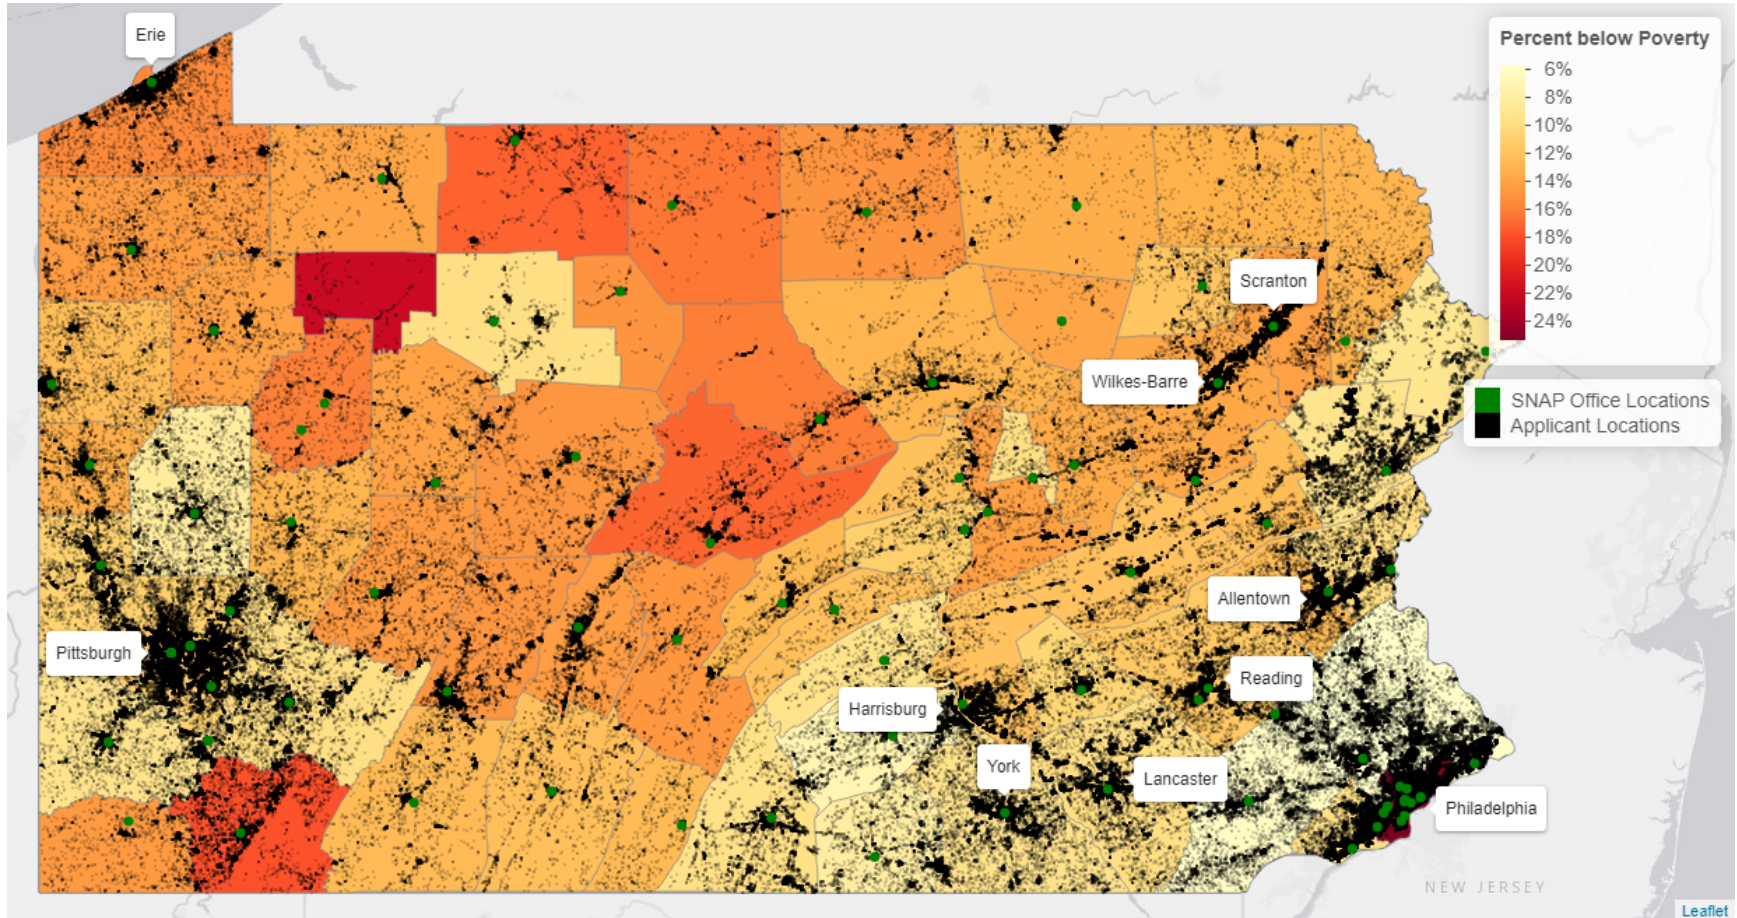 Erie
Percent below Poverty
6%
8%
10%
12%
14%
16%
18%
20%
22%
24%
Scranton
Wilkes-Barre
SNAP Office Locations
Applicant Locations
Allentown
Pittsburgh
Reading
Harrisburg
York
Lancaster
Philadelphia
NEW JERSEY
Leaflet